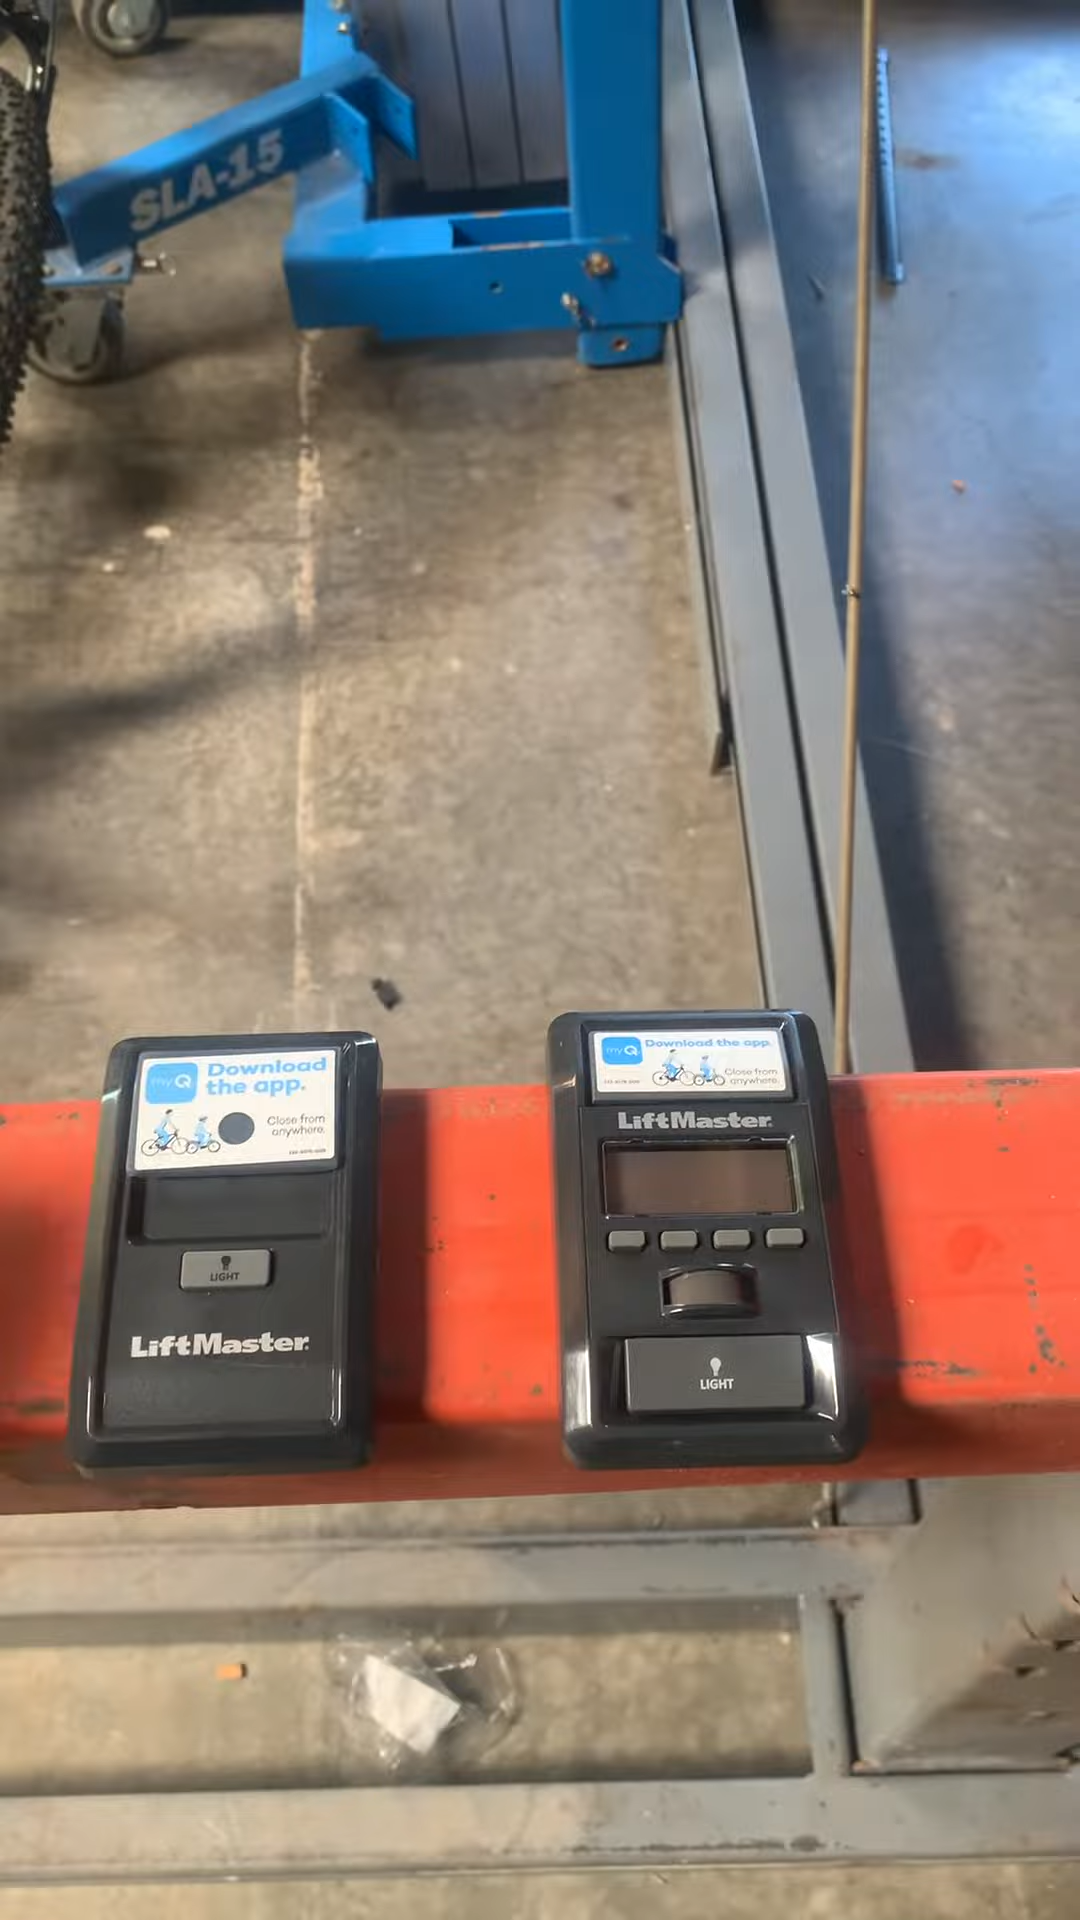 SLA-15
myQ
Download
the app.
Close from
anywhere.
LIGHT
LiftMaster
myQ
Download the app.
Close from
anywhere.
LiftMaster
LIGHT